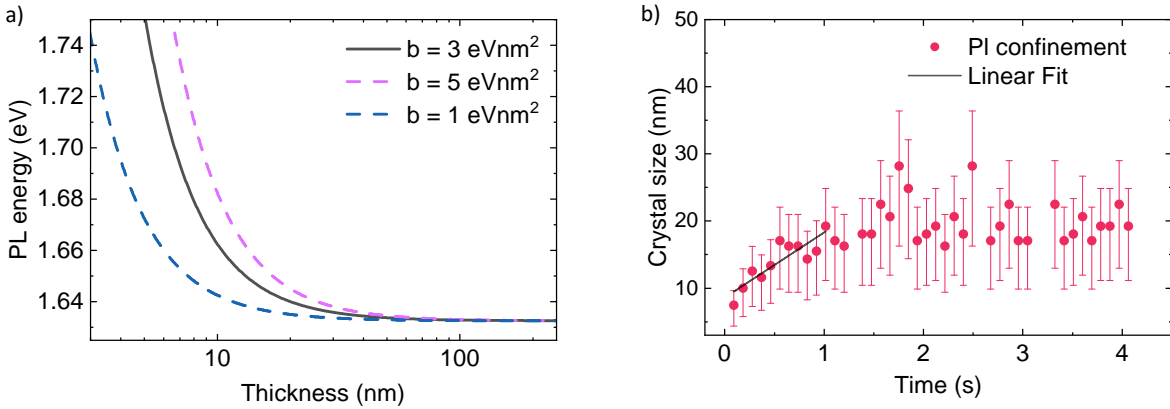 a)
PL energy (eV)
1.74
1.72
1.70
1.68
1.66
1.64
b = 3 eVnm²
b = 5 eVnm²
b = 1 eVnm²
10
100
Thickness (nm)
b)
Crystal size (nm)
50
40
30
20
10
Pl confinement
Linear Fit
0
1
2
3
4
Time (s)